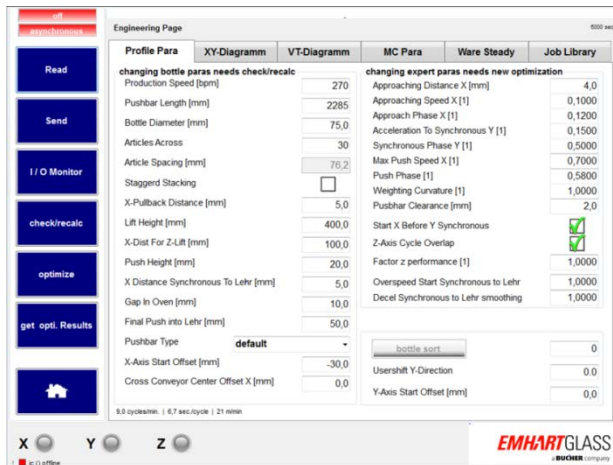 off
asynchronous
Engineering Page
6000 sec
Profile Para
XY-Diagramm
VT-Diagramm
MC Para
Ware Steady
Job Library
Read
Send
I / O Monitor
check/recalc
optimize
get opti. Results
changing bottle paras needs check/recalc
Production Speed [bpm] 270
Pushbar Length [mm] 2285
Bottle Diameter [mm] 75,0
Articles Across 30
Article Spacing [mm] 76,2
Staggerd Stacking
X-Pullback Distance [mm] 5,0
Lift Height [mm] 400,0
X-Dist For Z-Lift [mm] 100,0
Push Height [mm] 20,0
X Distance Synchronous To Lehr [mm] 5,0
Gap In Oven [mm] 10,0
Final Push into Lehr [mm] 50,0
Pushbar Type default
X-Axis Start Offset [mm] -30,0
Cross Conveyor Center Offset X [mm] 0,0
9,0 cycles/min. | 6,7 sec./cycle | 21 m/min
changing expert paras needs new optimization
Approaching Distance X [mm] 4,0
Approaching Speed X [1] 0,1000
Approach Phase X [1] 0,1200
Acceleration To Synchronous Y [1] 0,1500
Synchronous Phase Y [1] 0,5000
Max Push Speed X [1] 0,7000
Push Phase [1] 0,5800
Weighting Curvature [1] 1,0000
Pusbhar Clearance [mm] 2,0
Start X Before Y Synchronous
Z-Axis Cycle Overlap
Factor z performance [1] 1,0000
Overspeed Start Synchronous to Lehr 1,0000
Decel Synchronous to Lehr smoothing 1,0000
bottle sort 0
Usershift Y-Direction 0.0
Y-Axis Start Offset [mm] 0,0
X Y Z
EMHARTGLASS
a BUCHER company
offline